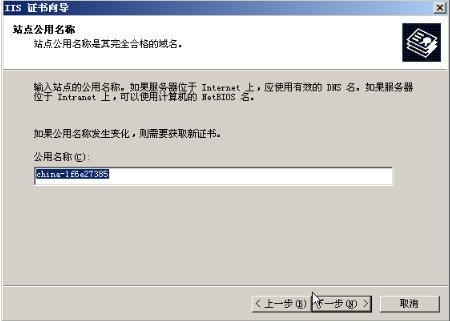 IIS 证书向导
站点公用名称
站点公用名称是其完全合格的域名。
输入站点的公用名称。如果服务器位于 Internet 上,应使用有效的 DNS 名。如果服务器
位于 Intranet 上,可以使用计算机的 NetBIOS 名。
如果公用名称发生变化,则需要获取新证书。
公用名称(C):
china-1f6e27385
< 上一步(B) 下一步(N) > 取消